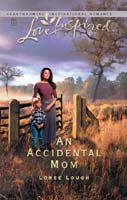 HEARTWARMING INSPIRATIONAL ROMANCE
Love Inspired
AN
ACCIDENTAL
MOM
LOREE LOUGH